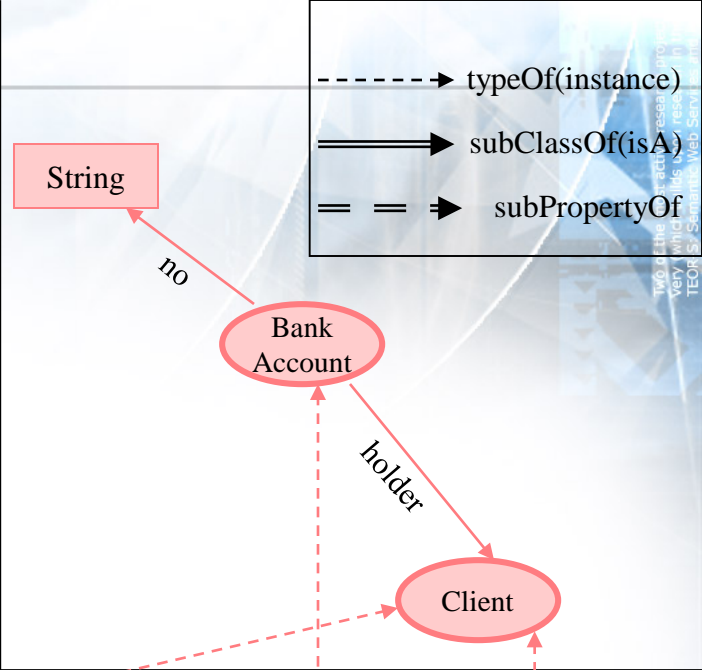 typeOf(instance)
subClassOf(isA)
subPropertyOf
String
no
Bank
Account
holder
Client